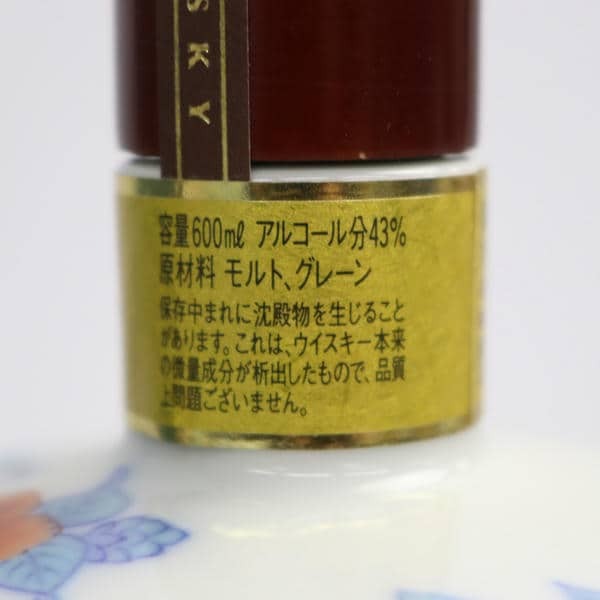 SKY
容量600㎖ アルコール分43%
原材料 モルト、グレーン
保存中まれに沈殿物を生じること
があります。これは、ウイスキー本来
の微量成分が析出したもので、品質
上問題ございません。